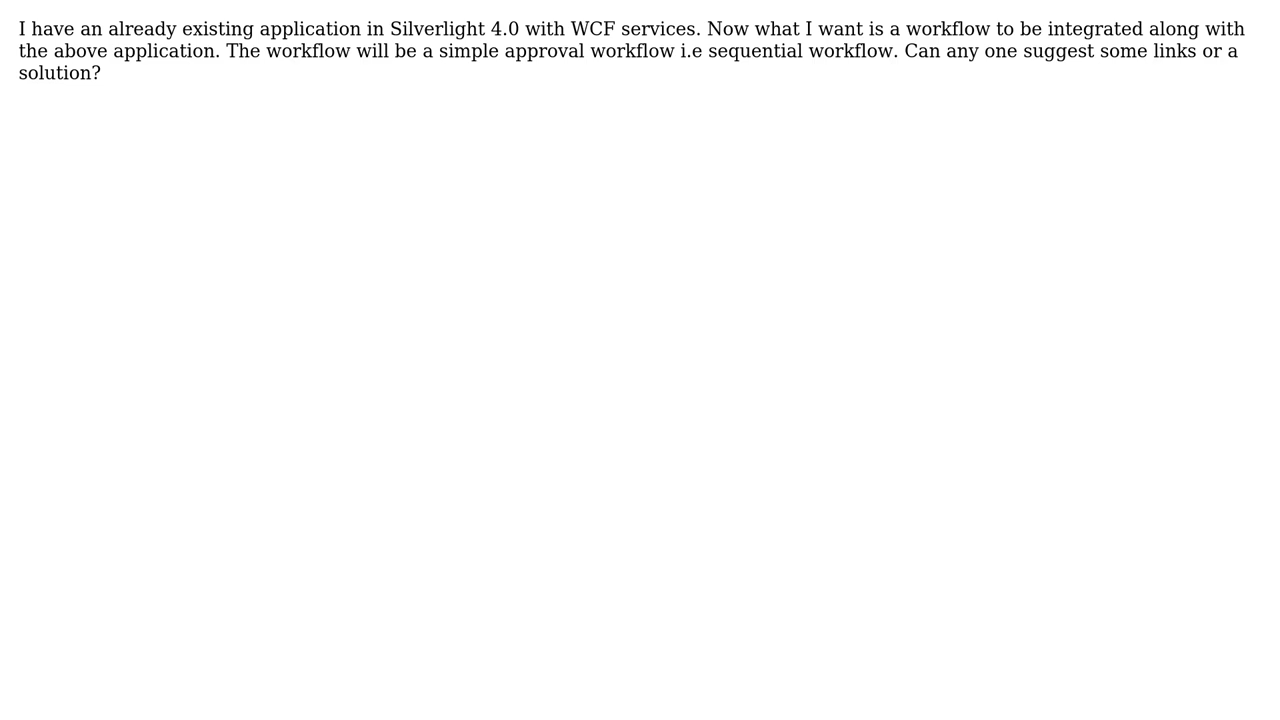 I have an already existing application in Silverlight 4.0 with WCF services. Now what I want is a workflow to be integrated along with
the above application. The workflow will be a simple approval workflow i.e sequential workflow. Can any one suggest some links or a
solution?